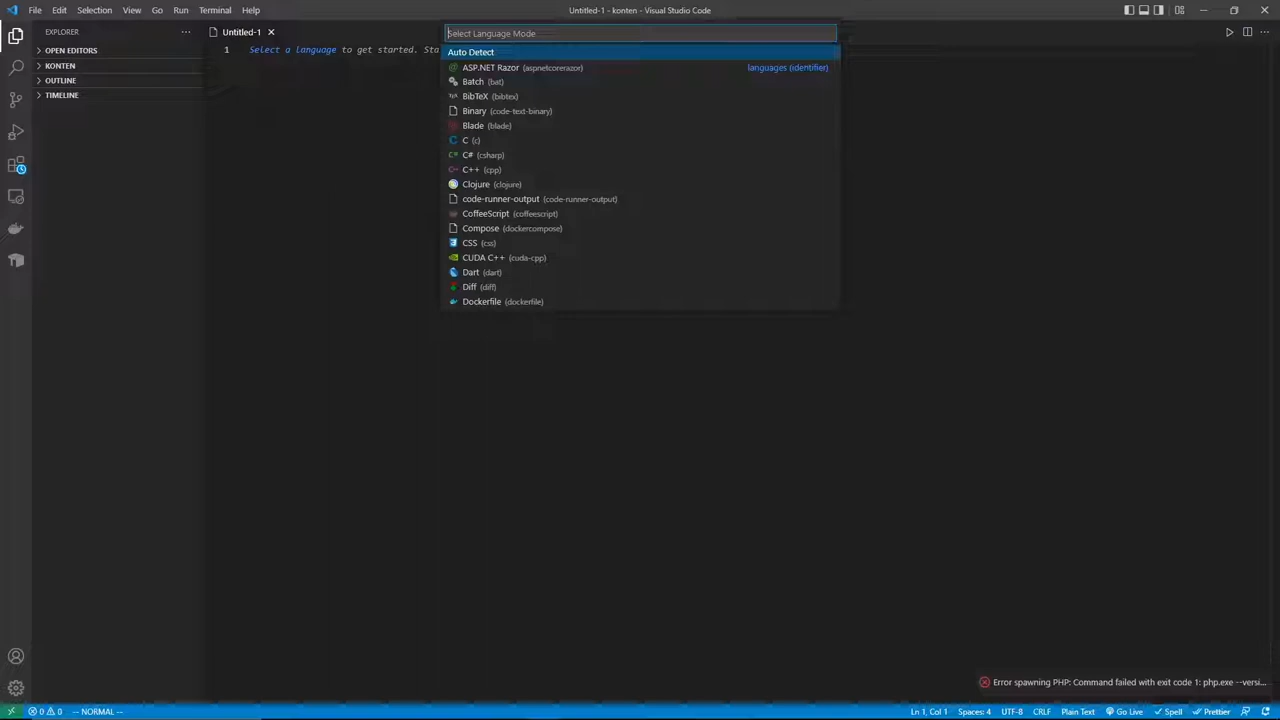 File Edit Selection View Go Run Terminal Help
Untitled-1 - konten - Visual Studio Code
EXPLORER
OPEN EDITORS
KONTEN
OUTLINE
TIMELINE
Untitled-1
1 Select a language to get started. Sta
Select Language Mode
Auto Detect
ASP.NET Razor (aspnetcorerazor) languages (identifier)
Batch (bat)
BibTeX (bibtex)
Binary (code-text-binary)
Blade (blade)
C (c)
C# (csharp)
C++ (cpp)
Clojure (clojure)
code-runner-output (code-runner-output)
CoffeeScript (coffeescript)
Compose (dockercompose)
CSS (css)
CUDA C++ (cuda-cpp)
Dart (dart)
Diff (diff)
Dockerfile (dockerfile)
Error spawning PHP: Command failed with exit code 1: php.exe --versi...
0 0 -- NORMAL -- Ln 1, Col 1 Spaces: 4 UTF-8 CRLF Plain Text Go Live Spell Prettier